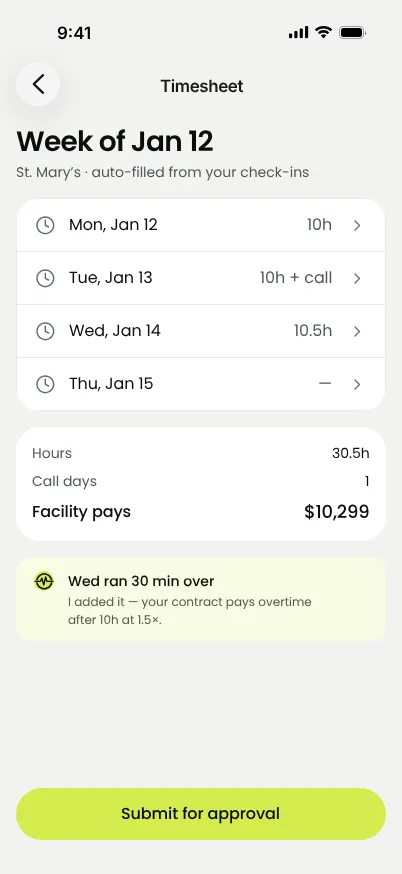 9:41
Timesheet
Week of Jan 12
St. Mary's · auto-filled from your check-ins
Mon, Jan 12 10h
Tue, Jan 13 10h + call
Wed, Jan 14 10.5h
Thu, Jan 15 —
Hours 30.5h
Call days 1
Facility pays $10,299
Wed ran 30 min over
I added it — your contract pays overtime
after 10h at 1.5×.
Submit for approval